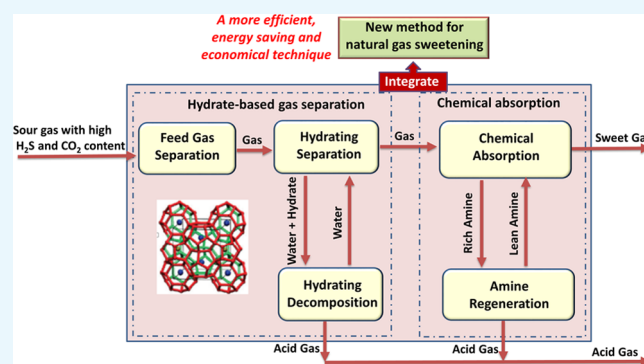 A more efficient,
energy saving and
economical technique
New method for
natural gas sweetening
Integrate
Hydrate-based gas separation
Chemical absorption
Sour gas with high
H₂S and CO₂ content
Feed Gas
Separation
Gas
Hydrating
Separation
Gas
Chemical
Absorption
Sweet Ga
Water + Hydrate
Water
Rich Amine
Lean Amine
Hydrating
Decomposition
Amine
Regeneration
Acid Gas
Acid Gas
Acid Gas